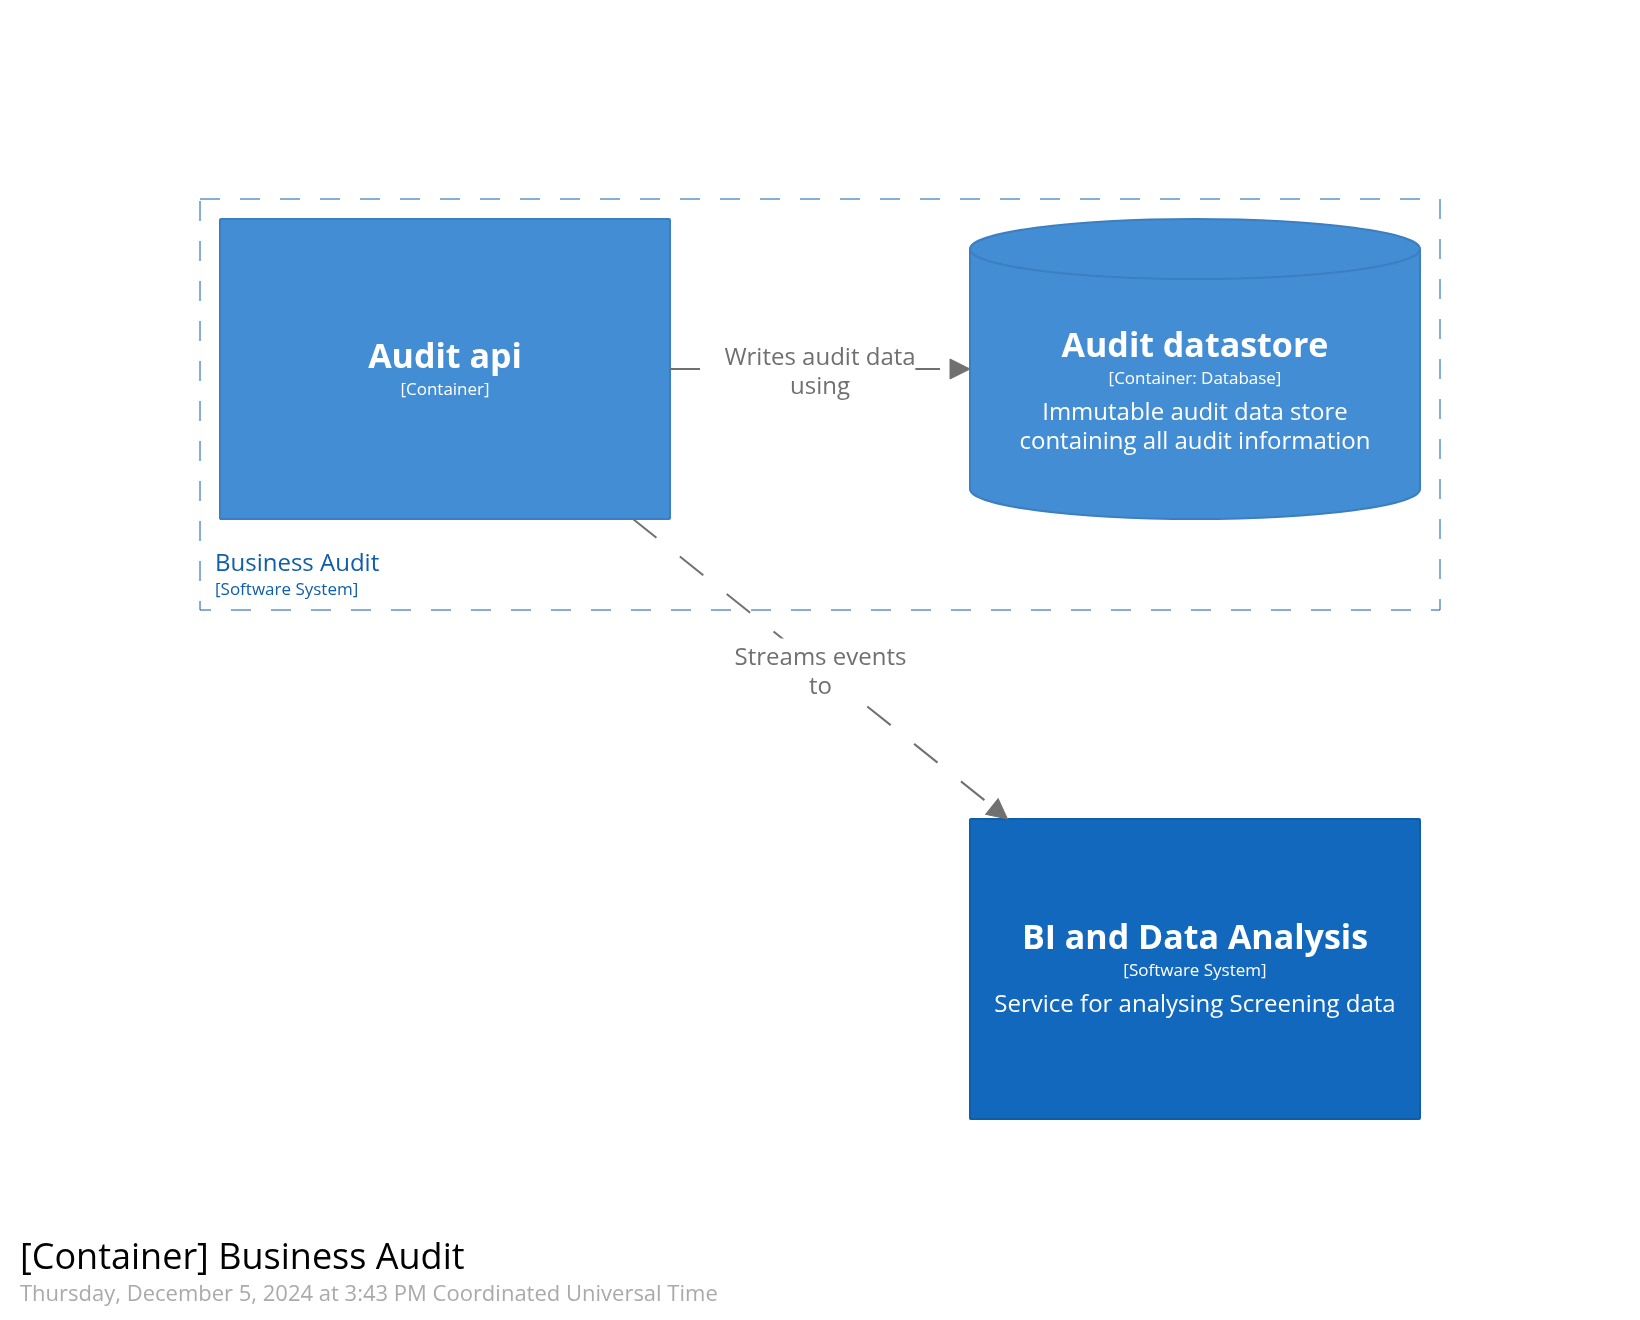 Audit api
[Container]
Writes audit data
using
Audit datastore
[Container: Database]
Immutable audit data store
containing all audit information
Business Audit
[Software System]
Streams events
to
BI and Data Analysis
[Software System]
Service for analysing Screening data
[Container] Business Audit
Thursday, December 5, 2024 at 3:43 PM Coordinated Universal Time